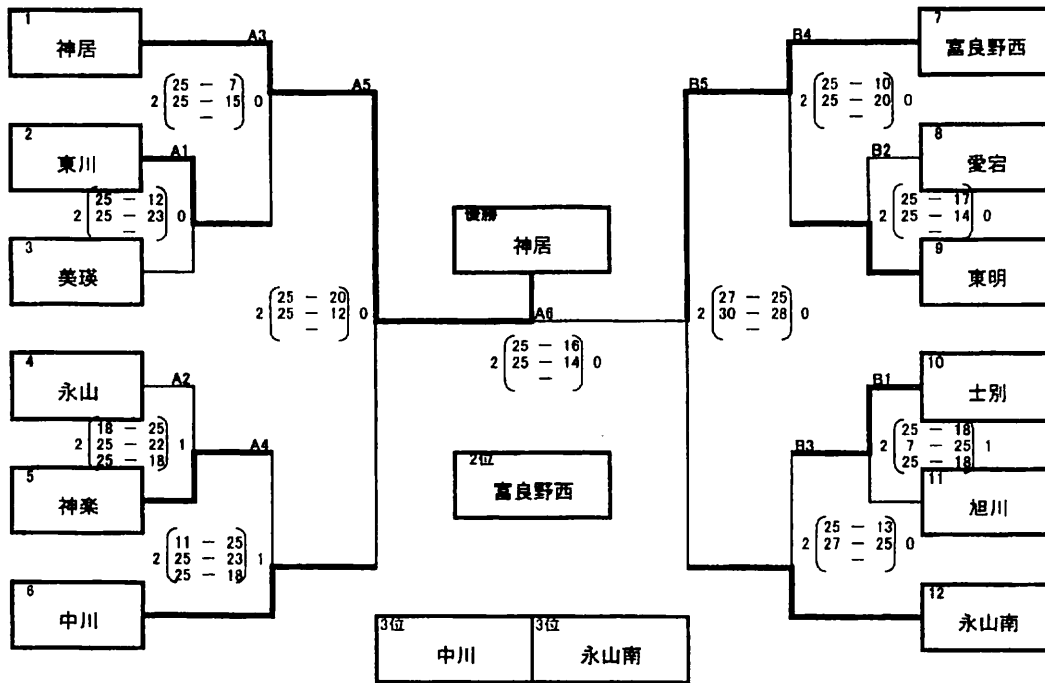 1
神居
A3
25 — 7
2 25 — 15 0
—
2
東川
A1
25 — 12
2 25 — 23 0
—
3
美瑛
A5
25 — 20
2 25 — 12 0
—
4
永山
A2
18 — 25
2 25 — 22 1
25 — 18
5
神楽
A4
11 — 25
2 25 — 23 1
25 — 18
6
中川
優勝
神居
A6
25 — 16
2 25 — 14 0
—
2位
富良野西
3位
中川
3位
永山南
B4
7
富良野西
25 — 10
2 25 — 20 0
—
B5
B2
8
愛宕
25 — 17
2 25 — 14 0
—
9
東明
27 — 25
2 30 — 28 0
—
B1
10
士別
25 — 18
2 7 — 25 1
25 — 18
11
旭川
B3
25 — 13
2 27 — 25 0
—
12
永山南